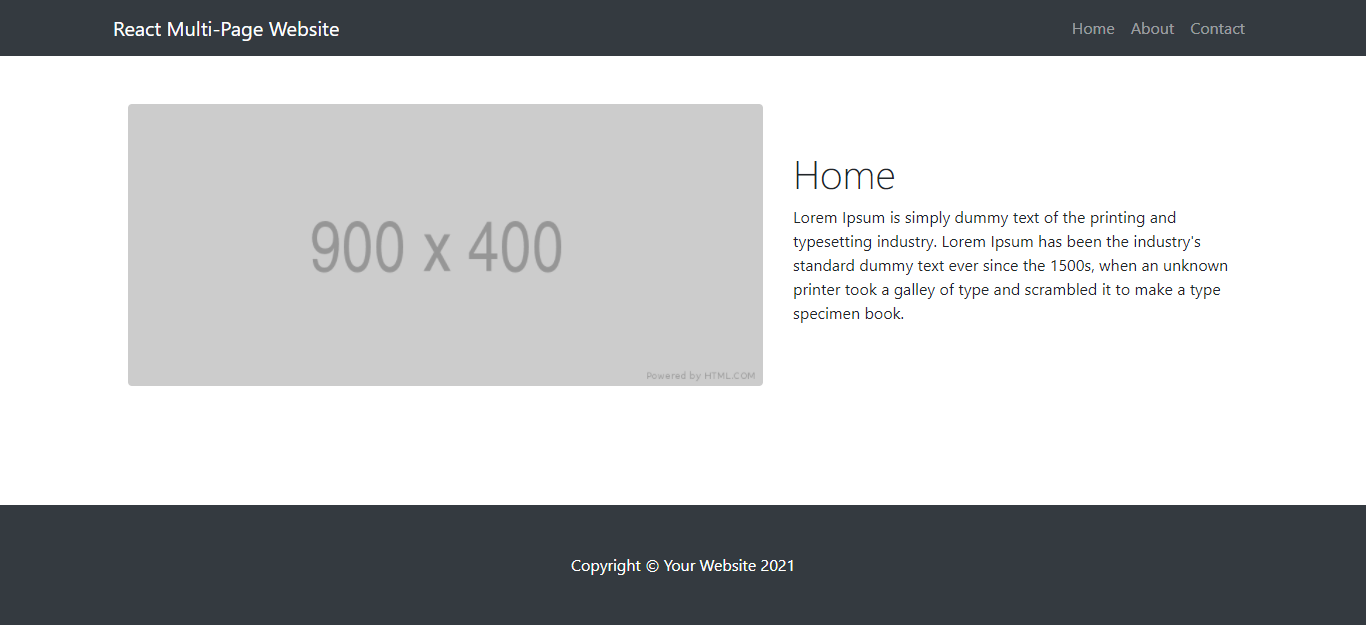 React Multi-Page Website
Home About Contact
900 x 400
Powered by HTML.COM
Home
Lorem Ipsum is simply dummy text of the printing and
typesetting industry. Lorem Ipsum has been the industry's
standard dummy text ever since the 1500s, when an unknown
printer took a galley of type and scrambled it to make a type
specimen book.
Copyright © Your Website 2021